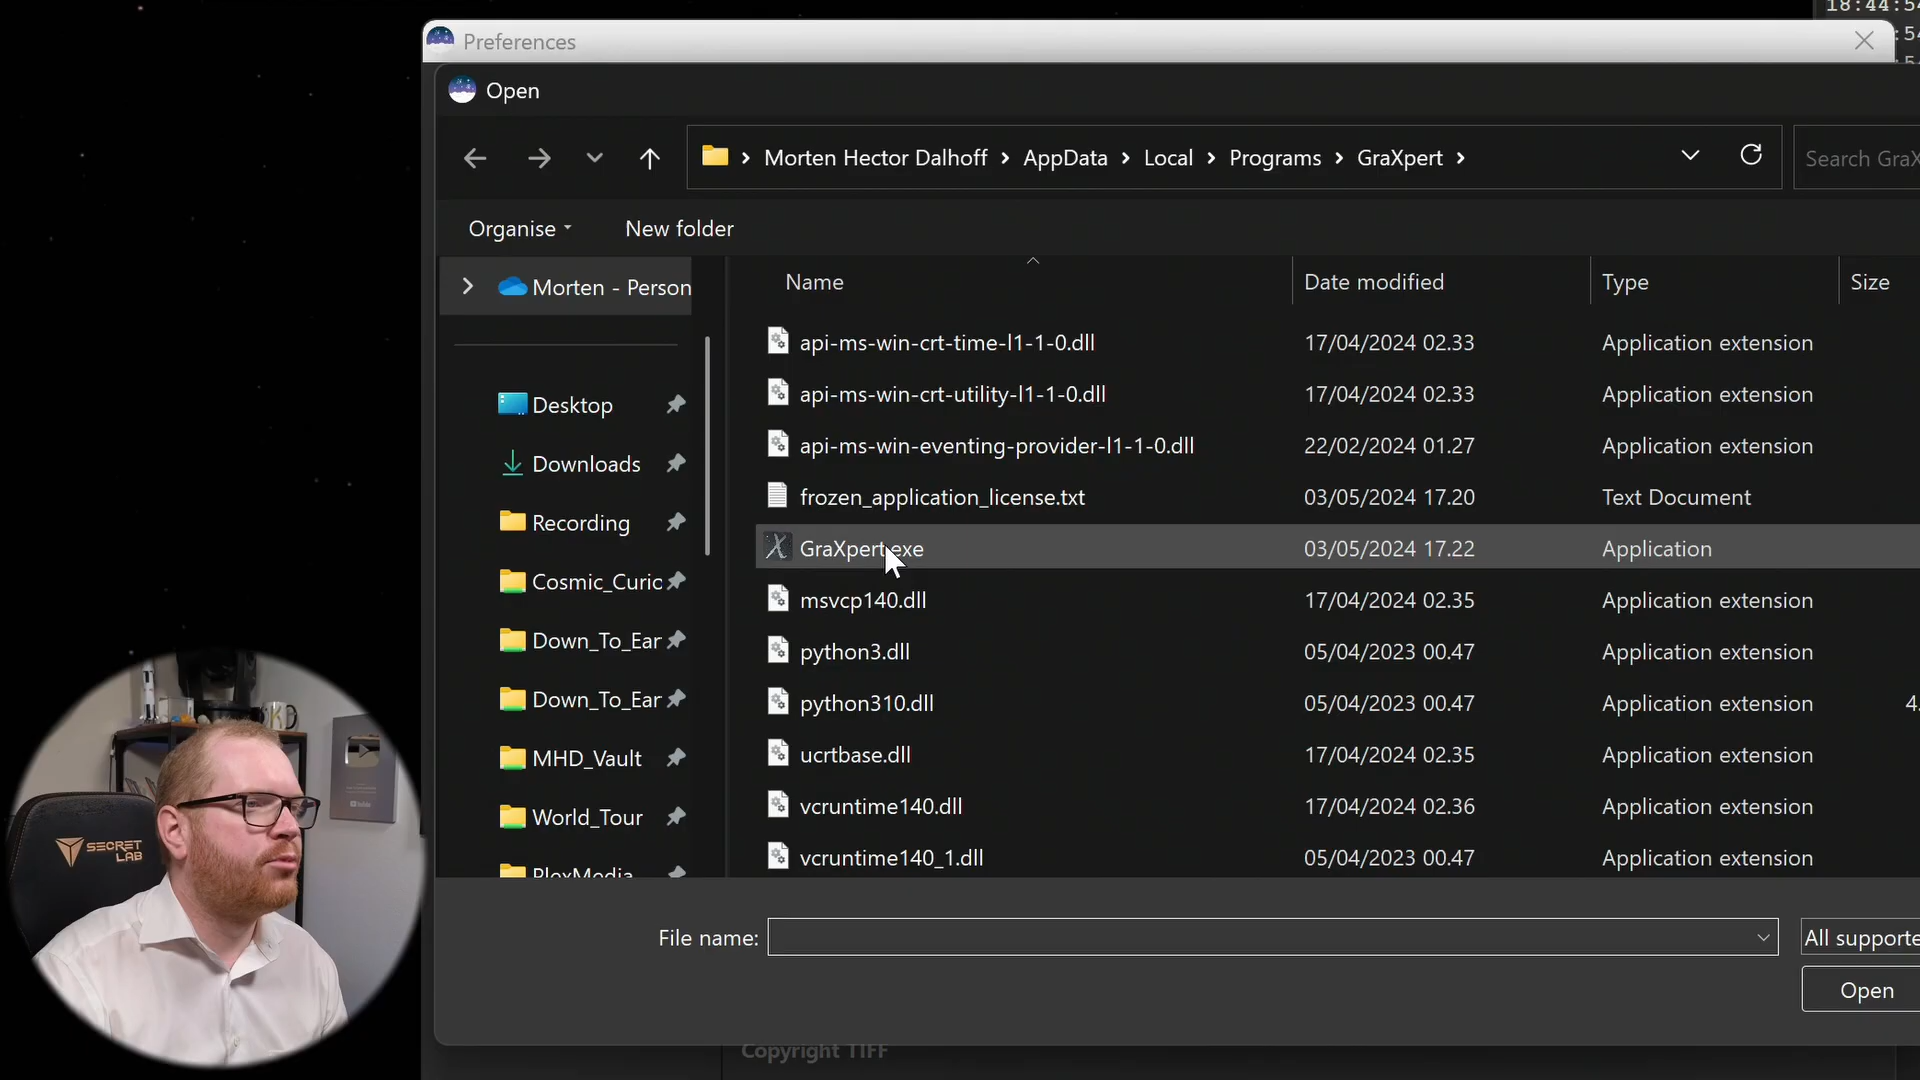 18:44:54
Preferences
:54
Open
Morten Hector Dalhoff > AppData > Local > Programs > GraXpert >
Search GraX
Organise
New folder
Name
Date modified
Type
Size
Morten - Person
api-ms-win-crt-time-l1-1-0.dll 17/04/2024 02.33 Application extension
api-ms-win-crt-utility-l1-1-0.dll 17/04/2024 02.33 Application extension
Desktop
api-ms-win-eventing-provider-l1-1-0.dll 22/02/2024 01.27 Application extension
Downloads
frozen_application_license.txt 03/05/2024 17.20 Text Document
Recording
GraXpert.exe 03/05/2024 17.22 Application
Cosmic_Curic
msvcp140.dll 17/04/2024 02.35 Application extension
Down_To_Ear
python3.dll 05/04/2023 00.47 Application extension
Down_To_Ear
python310.dll 05/04/2023 00.47 Application extension 4.
MHD_Vault
ucrtbase.dll 17/04/2024 02.35 Application extension
World_Tour
vcruntime140.dll 17/04/2024 02.36 Application extension
PlexMedia
vcruntime140_1.dll 05/04/2023 00.47 Application extension
File name:
All supporte
Open
Copyright TIFF
SECRET
LAB